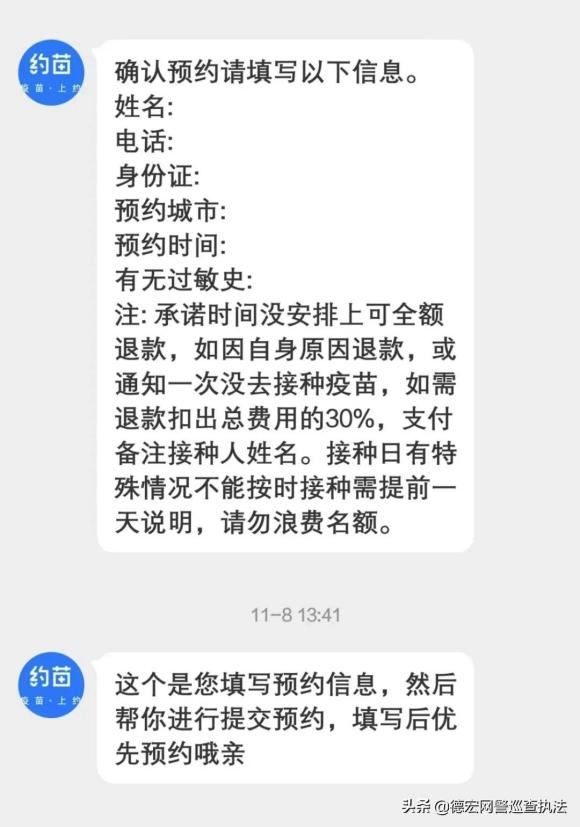 约苗
疫苗·上约
确认预约请填写以下信息。
姓名:
电话:
身份证:
预约城市:
预约时间:
有无过敏史:
注: 承诺时间没安排上可全额
退款，如因自身原因退款，或
通知一次没去接种疫苗，如需
退款扣出总费用的30%，支付
备注接种人姓名。接种日有特
殊情况不能按时接种需提前一
天说明，请勿浪费名额。
11-8 13:41
约苗
疫苗·上约
这个是您填写预约信息，然后
帮你进行提交预约，填写后优
先预约哦亲
头条 @德宏网警巡查执法